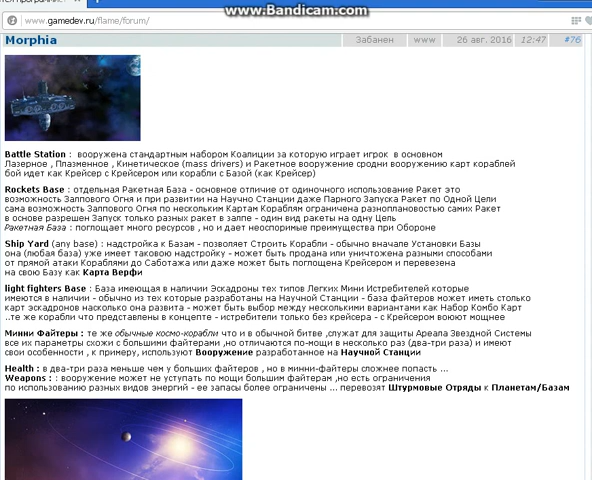 www.Bandicam.com
www.gamedev.ru/flame/forum/
Morphia Забанен www 26 авг. 2016 12:47 #76
Battle Station : вооружена стандартным набором Коалиции за которую играет игрок в основном
Лазерное , Плазменное , Кинетическое (mass drivers) и Ракетное вооружение сродни вооружению карт кораблей
бой идет как Крейсер с Крейсером или корабли с Базой (как Крейсер)
Rockets Base : отдельная Ракетная База - основное отличие от одиночного использование Ракет это
возможность Заллпового Огня и при развитии на Научно Станции даже Парного Запуска Ракет по Одной Цели
сама возможность Заллпового Огня по нескольким Картам Кораблям ограничена разноплановостью самих Ракет
в основе разрешен Запуск только разных ракет в залпе - один вид ракеты на одну Цель
Ракетная База : поглощает много ресурсов , но и дает неоспоримые преимущества при Обороне
Ship Yard (any base) : надстройка к Базам - позволяет Строить Корабли - обычно вначале Установки Базы
она (любая база) уже имеет таковою надстройку - может быть продана или уничтожена разными способами
от прямой атаки Кораблями до Саботажа или даже может быть поглощена Крейсером и перевезена
на свою Базу как Карта Верфи
light fighters Base : База имеющая в наличии Эскадроны тех типов Легких Мини Истребителей которые
имеются в наличии - обычно из тех которые разработаны на Научной Станции - база файтеров может иметь столько
карт эскадронов насколько она развита - может быть выбор между несколькими вариантами как Набор Комбо Карт
..те же корабли что представлены в концепте - истребители только без крейсера - с Крейсером воюют мощнее
Минни Файтеры : те же обычные космо-корабли что и в обычной битве ,служат для защиты Ареала Звездной Системы
все их параметры схожи с большими файтерами ,но отличаются по-мощи в несколько раз (два-три раза) и имеют
свои особенности , к примеру, используют Вооружение разработанное на Научной Станции
Health : в два-три раза меньше чем у больших файтеров , но в минни-файтеры сложнее попасть ...
Weapons : : вооружение может не уступать по мощи большим файтерам ,но есть ограничения
по использованию разных видов энергий - ее запасы более ограничены ... перевозят Штурмовые Отряды к Планетам/Базам